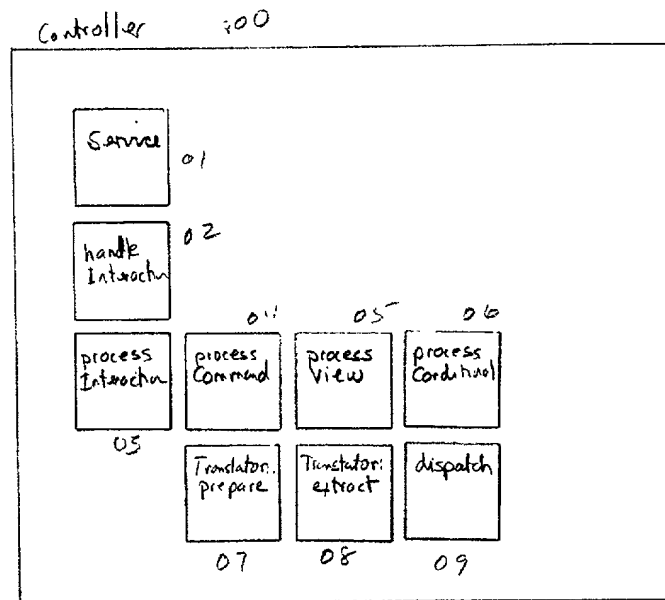 Controller :00
Service
01
handle
Interaction
02
04 05 06
process
Interaction
process
Command
process
View
process
Conditional
03
Translator:
prepare
Translator:
extract
dispatch
07 08 09